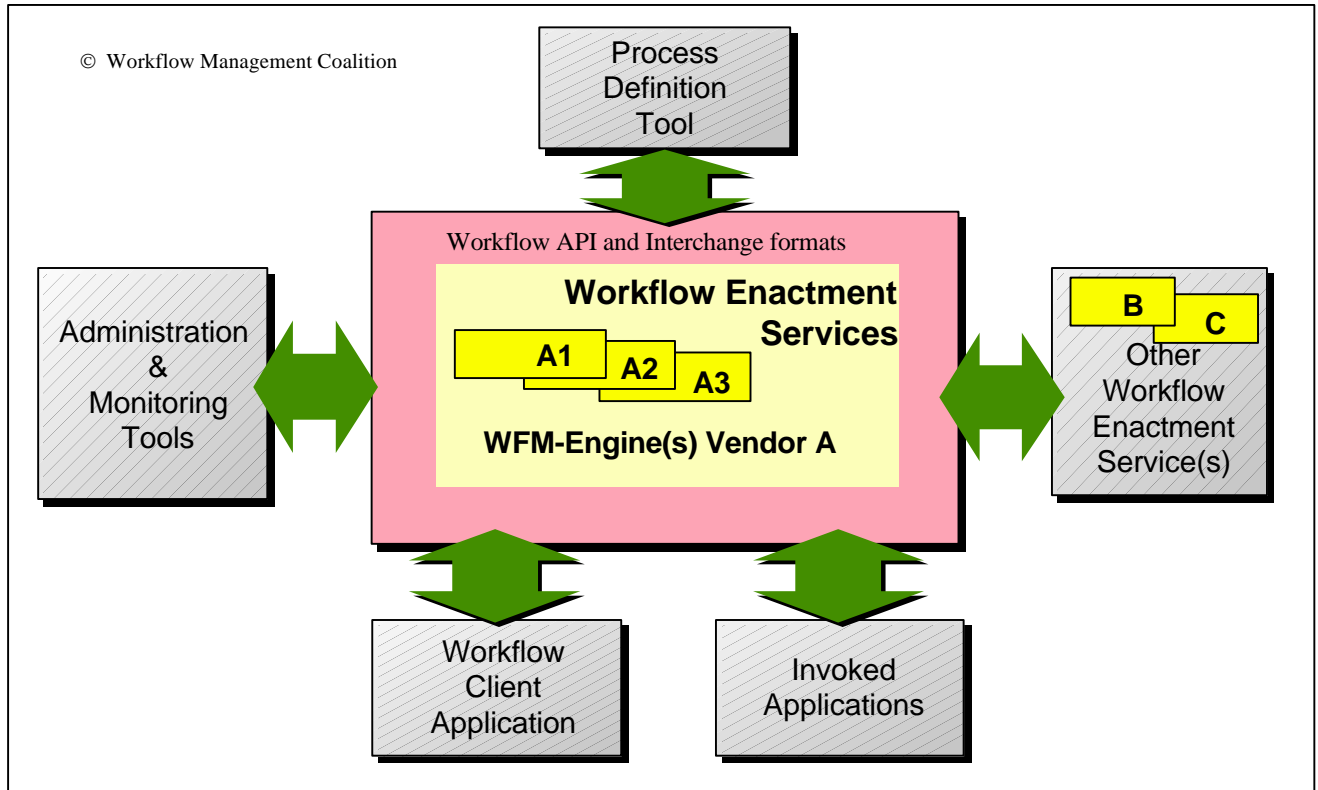 © Workflow Management Coalition
Process
Definition
Tool
Workflow API and Interchange formats
Workflow Enactment
Services
A1
A2
A3
WFM-Engine(s) Vendor A
Administration
&
Monitoring
Tools
B
C
Other
Workflow
Enactment
Service(s)
Workflow
Client
Application
Invoked
Applications